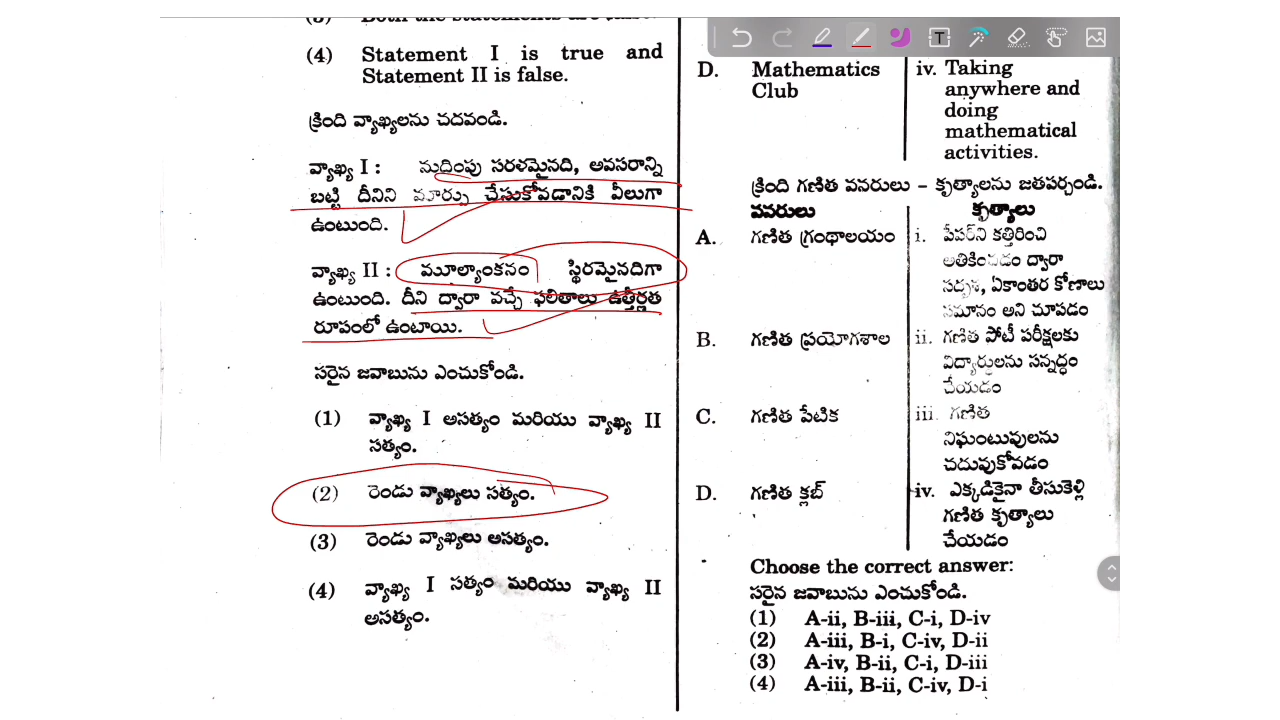 (4) Statement I is true and
Statement II is false.
క్రింది వ్యాఖ్యలను చదవండి.
వ్యాఖ్య I : మదింపు సరళమైనది, అవసరాన్ని
బట్టి దీనిని మార్పు చేసుకోవడానికి వీలుగా
ఉంటుంది.
వ్యాఖ్య II : మూల్యాంకనం స్థిరమైనదిగా
ఉంటుంది. దీని ద్వారా వచ్చే ఫలితాలు ఉత్తీర్ణత
రూపంలో ఉంటాయి.
సరైన జవాబును ఎంచుకోండి.
(1) వ్యాఖ్య I అసత్యం మరియు వ్యాఖ్య II
సత్యం.
(2) రెండు వ్యాఖ్యలు సత్యం.
(3) రెండు వ్యాఖ్యలు అసత్యం.
(4) వ్యాఖ్య I సత్యం మరియు వ్యాఖ్య II
అసత్యం.
D. Mathematics Club
iv. Taking
anywhere and
doing
mathematical
activities.
క్రింది గణిత వనరులు – కృత్యాలను జతపర్చండి.
వనరులు కృత్యాలు
A. గణిత గ్రంథాలయం i. పేపర్‌ని కత్తిరించి
అతికించడం ద్వారా
సదృశ, ఏకాంతర కోణాలు
సమానం అని చూపడం
B. గణిత ప్రయోగశాల ii. గణిత పోటీ పరీక్షలకు
విద్యార్థులను సన్నద్ధం
చేయడం
C. గణిత పేటిక iii. గణిత
నిఘంటువులను
చదువుకోవడం
D. గణిత క్లబ్ iv. ఎక్కడికైనా తీసుకెళ్లి
గణిత కృత్యాలు
చేయడం
Choose the correct answer:
సరైన జవాబును ఎంచుకోండి.
(1) A-ii, B-iii, C-i, D-iv
(2) A-iii, B-i, C-iv, D-ii
(3) A-iv, B-ii, C-i, D-iii
(4) A-iii, B-ii, C-iv, D-i